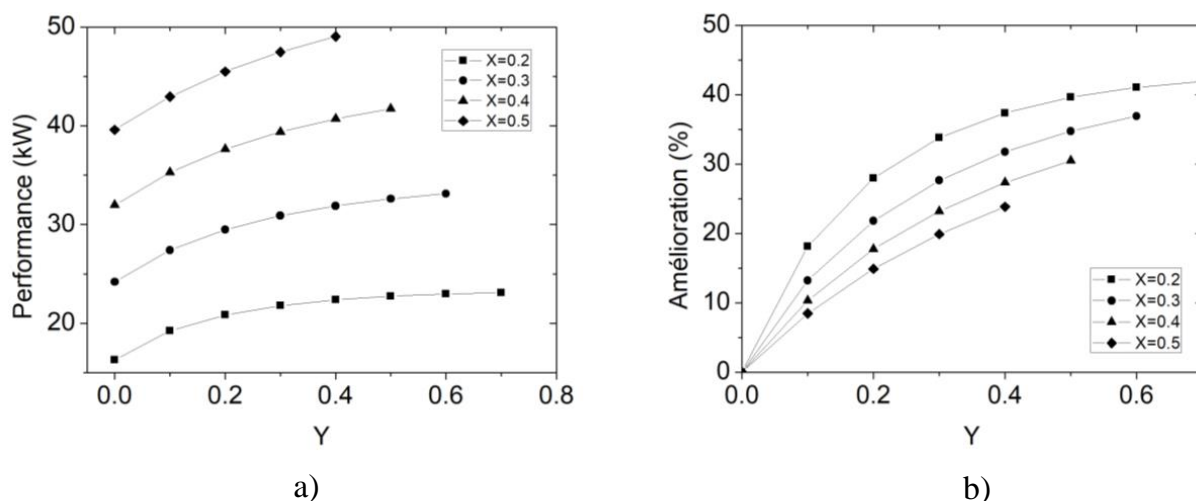 50
40
30
20
Performance (kW)
X=0.2
X=0.3
X=0.4
X=0.5
0.0 0.2 0.4 0.6 0.8
Y
a)
50
40
30
20
10
0
Amélioration (%)
X=0.2
X=0.3
X=0.4
X=0.5
0.0 0.2 0.4 0.6
Y
b)